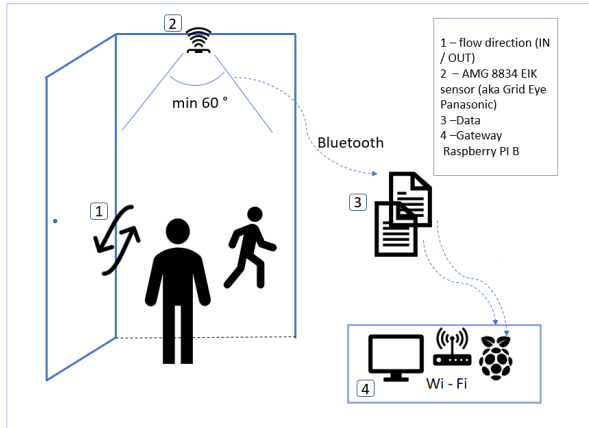 2
min 60 °
1
Bluetooth
3
1 – flow direction (IN
/ OUT)
2 – AMG 8834 EIK
sensor (aka Grid Eye
Panasonic)
3 –Data
4 –Gateway
Raspberry PI B
4
Wi - Fi